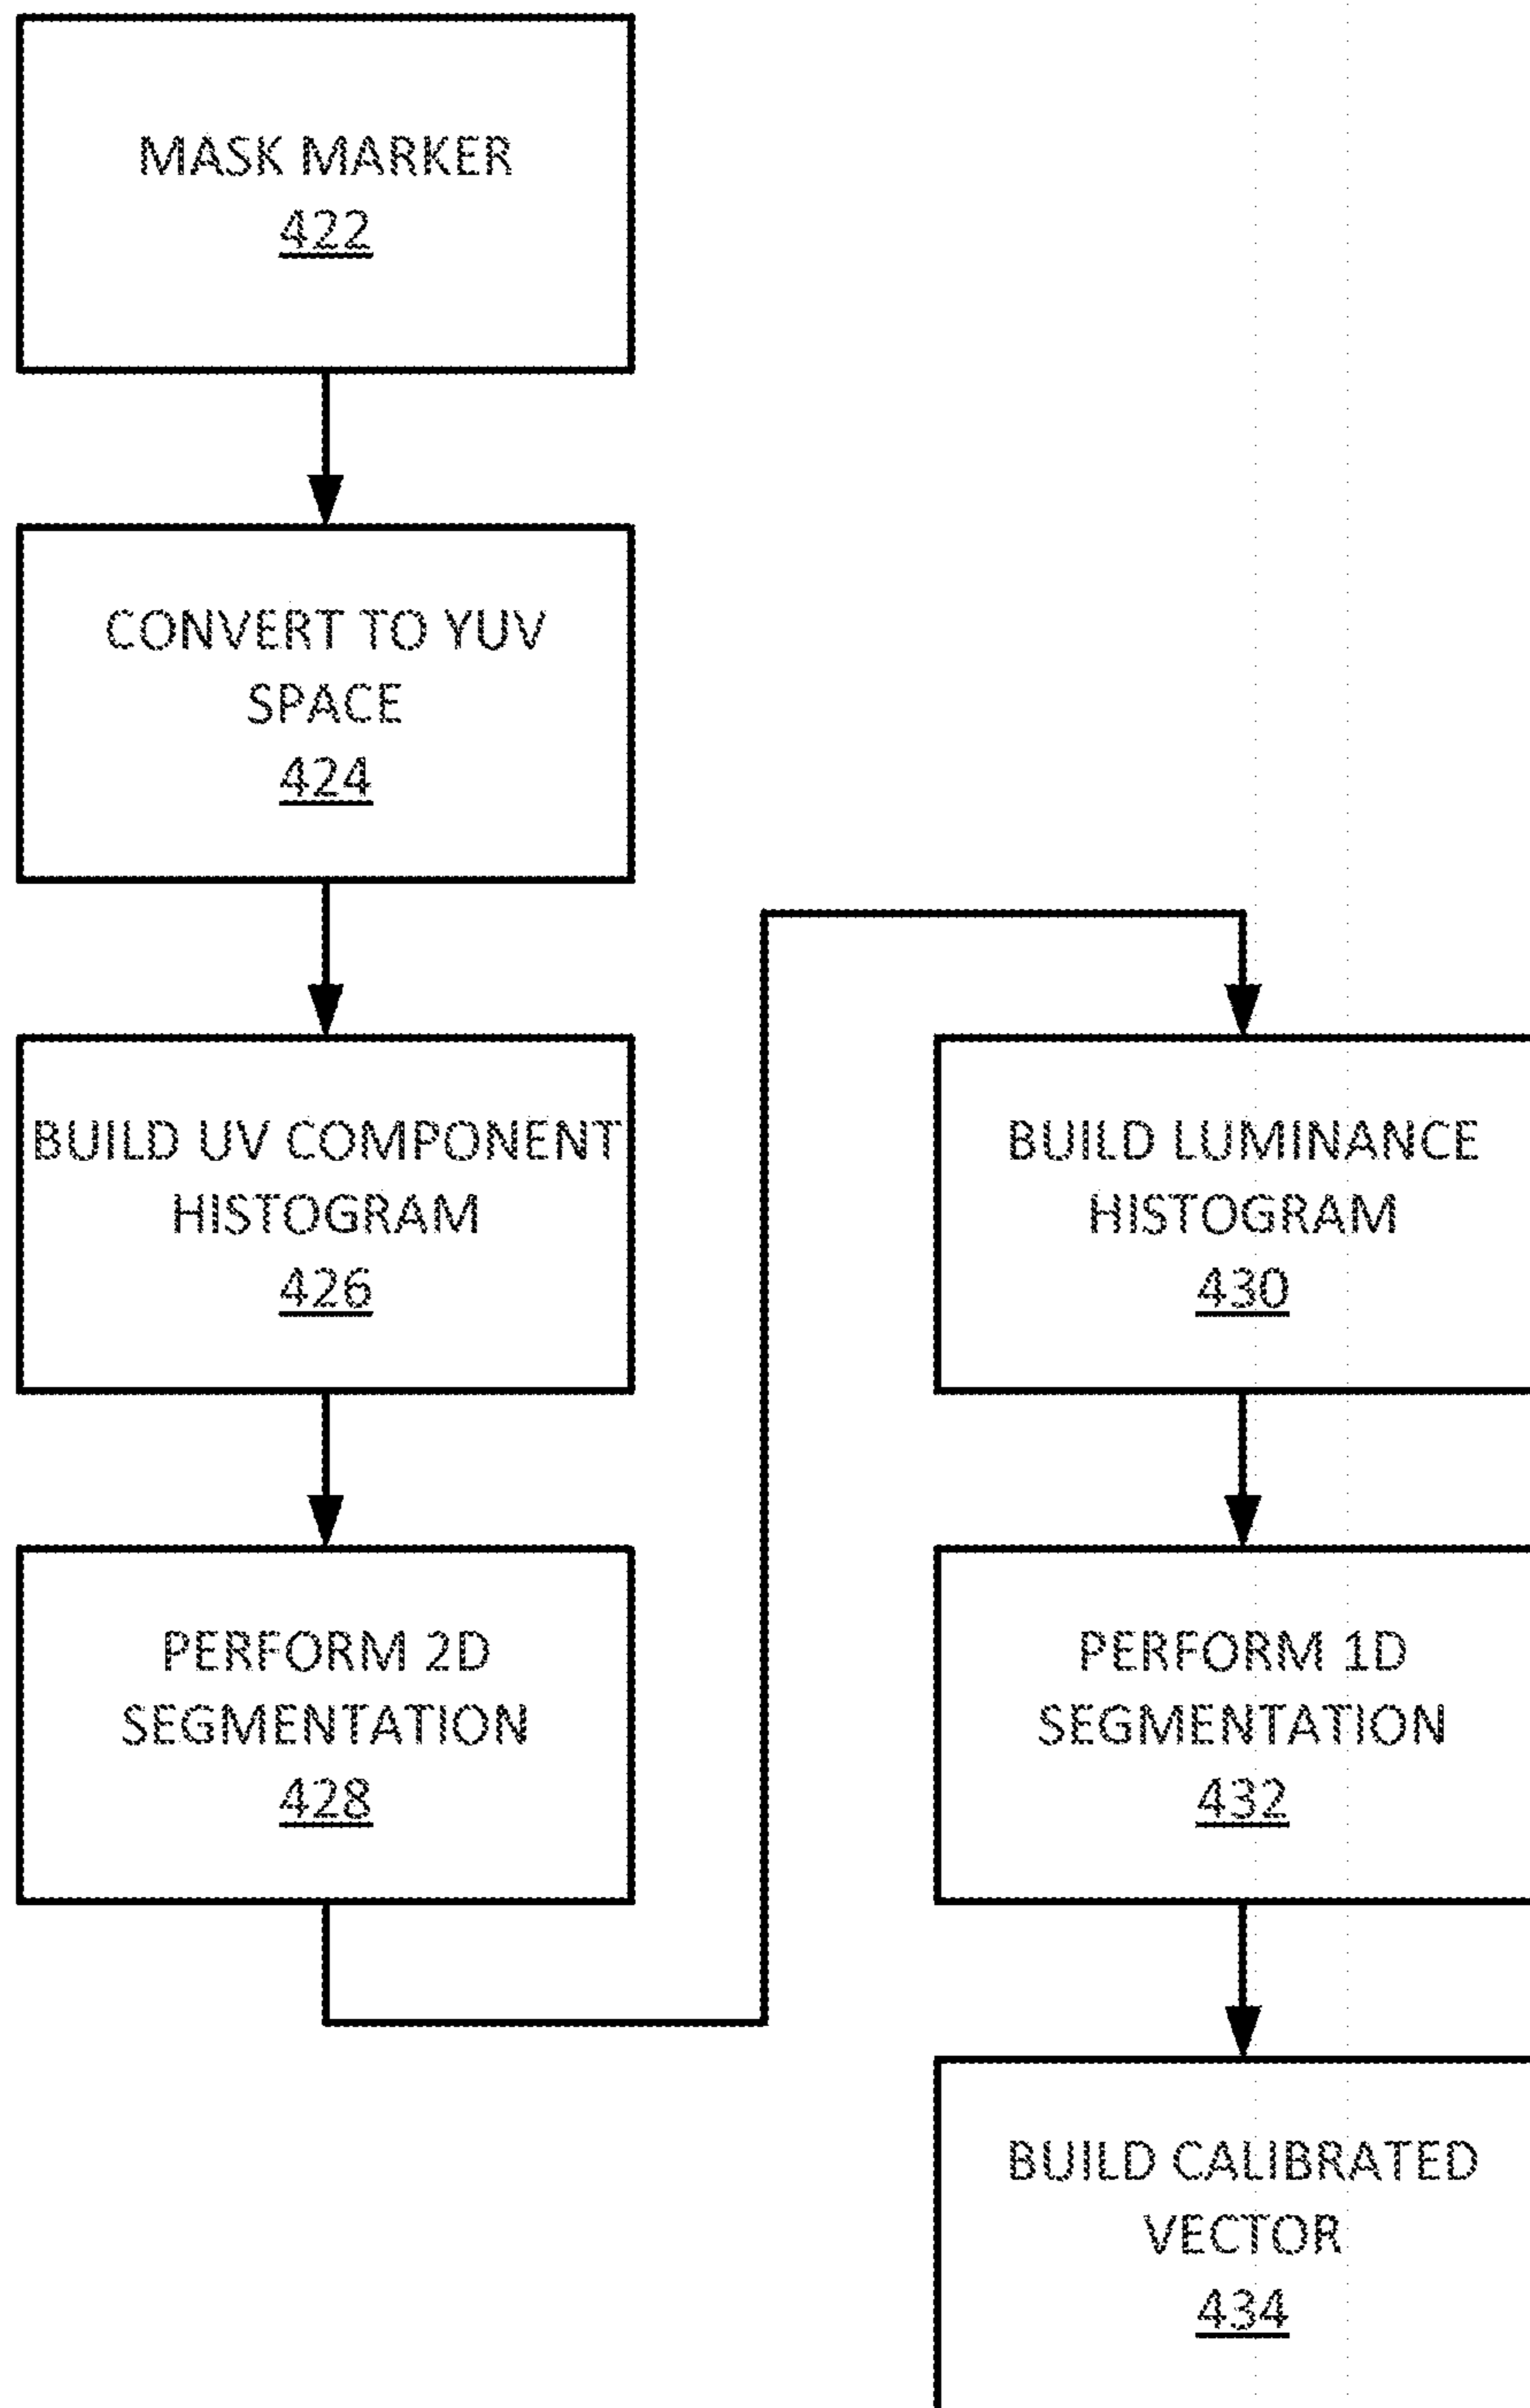 MASK MARKER
422
CONVERT TO YUV
SPACE
424
BUILD UV COMPONENT
HISTOGRAM
426
PERFORM 2D
SEGMENTATION
428
BUILD LUMINANCE
HISTOGRAM
430
PERFORM 1D
SEGMENTATION
432
BUILD CALIBRATED
VECTOR
434